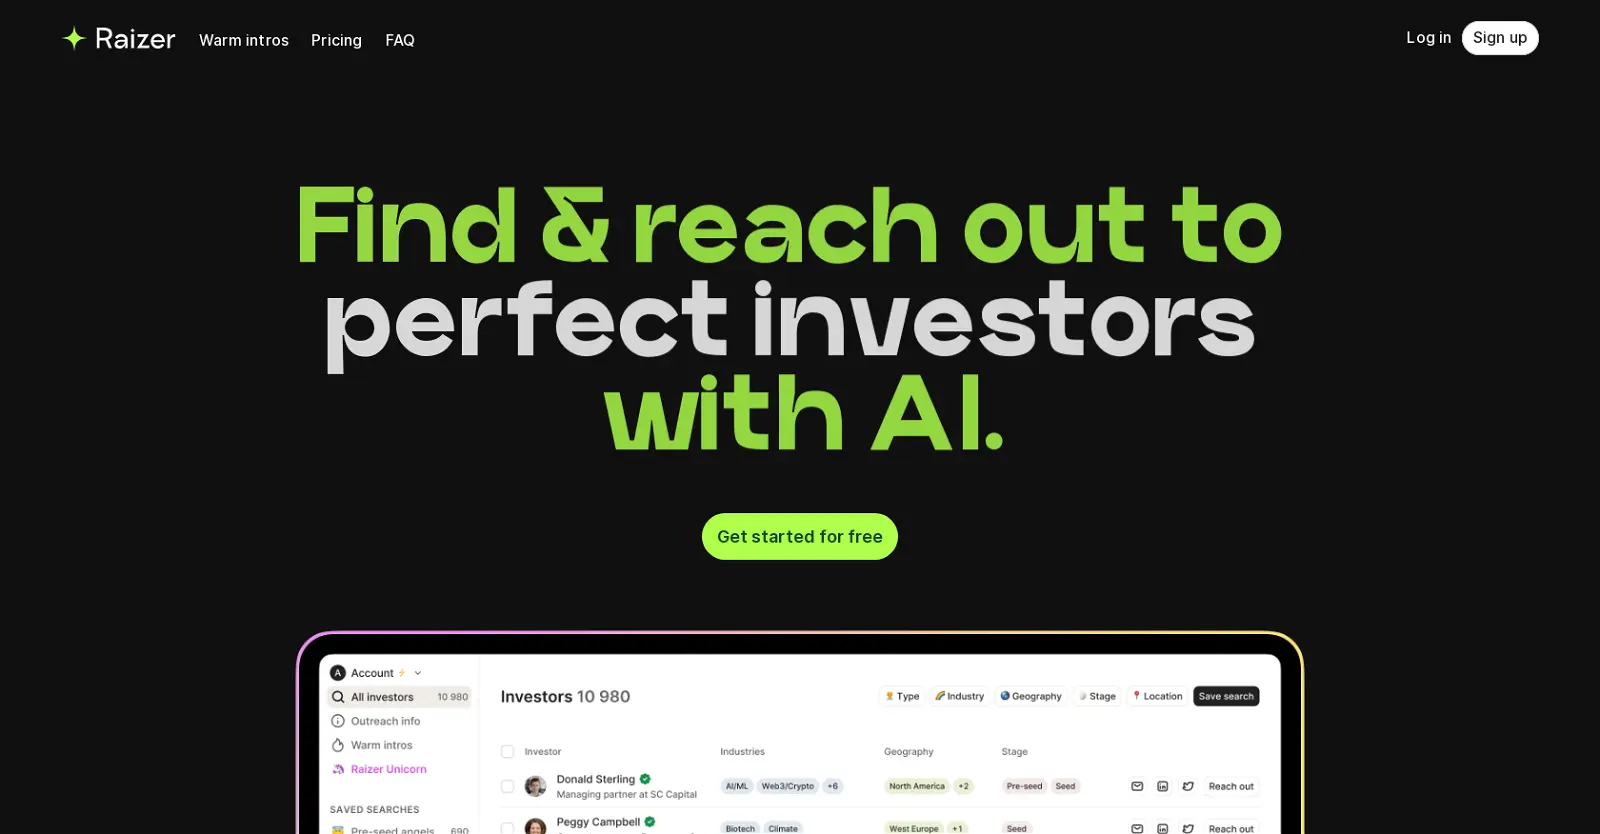 Raizer
Warm intros
Pricing
FAQ
Log in
Sign up
Find & reach out to
perfect investors
with AI.
Get started for free
A Account
All investors 10 980
Outreach info
Warm intros
Raizer Unicorn
SAVED SEARCHES
Pre-seed angels 690
Investors 10 980
Type
Industry
Geography
Stage
Location
Save search
Investor Industries Geography Stage
Donald Sterling
Managing partner at SC Capital
AI/ML Web3/Crypto +6
North America +2
Pre-seed Seed
Reach out
Peggy Campbell
Biotech Climate
West Europe +1
Seed
Reach out